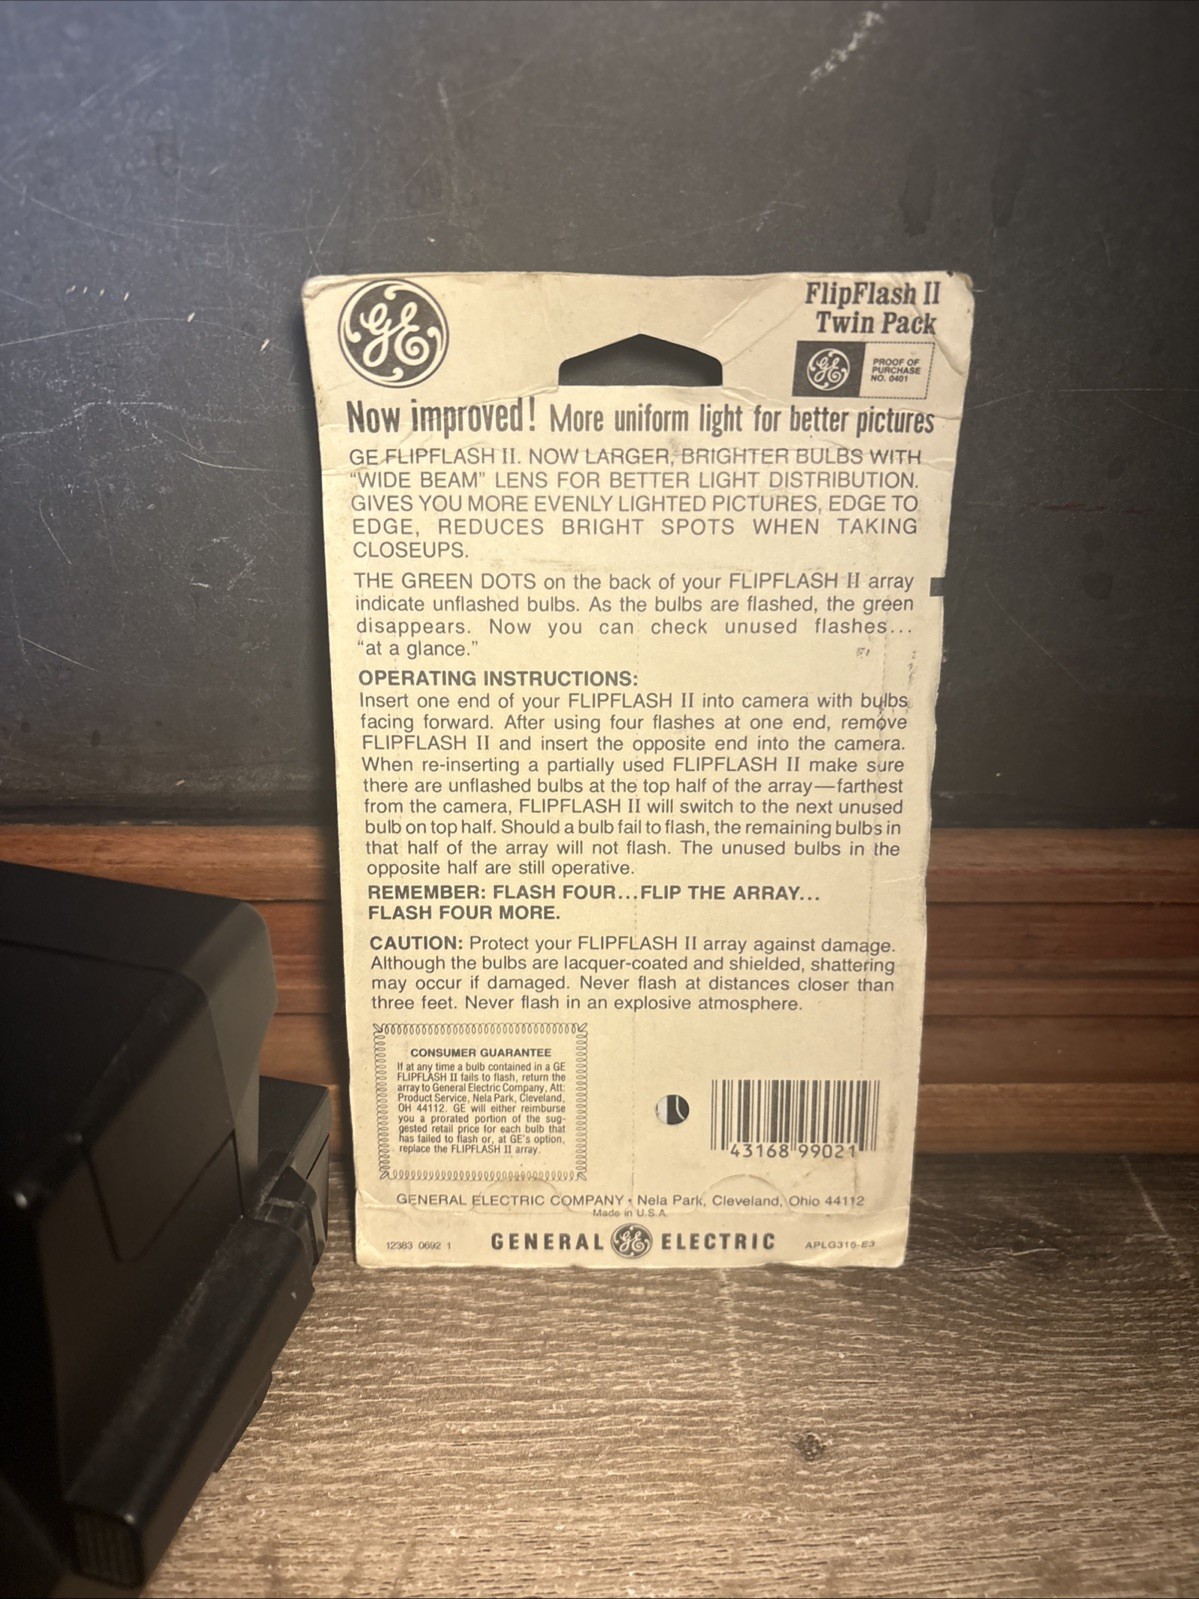 GE
FlipFlash II
Twin Pack
GE
PROOF OF
PURCHASE
NO. 0401
Now improved! More uniform light for better pictures
GE FLIPFLASH II. NOW LARGER, BRIGHTER BULBS WITH
"WIDE BEAM" LENS FOR BETTER LIGHT DISTRIBUTION.
GIVES YOU MORE EVENLY LIGHTED PICTURES, EDGE TO
EDGE, REDUCES BRIGHT SPOTS WHEN TAKING
CLOSEUPS.
THE GREEN DOTS on the back of your FLIPFLASH II array
indicate unflashed bulbs. As the bulbs are flashed, the green
disappears. Now you can check unused flashes...
"at a glance."
OPERATING INSTRUCTIONS:
Insert one end of your FLIPFLASH II into camera with bulbs
facing forward. After using four flashes at one end, remove
FLIPFLASH II and insert the opposite end into the camera.
When re-inserting a partially used FLIPFLASH II make sure
there are unflashed bulbs at the top half of the array—farthest
from the camera, FLIPFLASH II will switch to the next unused
bulb on top half. Should a bulb fail to flash, the remaining bulbs in
that half of the array will not flash. The unused bulbs in the
opposite half are still operative.
REMEMBER: FLASH FOUR...FLIP THE ARRAY...
FLASH FOUR MORE.
CAUTION: Protect your FLIPFLASH II array against damage.
Although the bulbs are lacquer-coated and shielded, shattering
may occur if damaged. Never flash at distances closer than
three feet. Never flash in an explosive atmosphere.
CONSUMER GUARANTEE
If at any time a bulb contained in a GE
FLIPFLASH II fails to flash, return the
array to General Electric Company, Att:
Product Service, Nela Park, Cleveland,
OH 44112. GE will either reimburse
you a prorated portion of the sug-
gested retail price for each bulb that
has failed to flash or, at GE's option,
replace the FLIPFLASH II array.
43168 99021
GENERAL ELECTRIC COMPANY • Nela Park, Cleveland, Ohio 44112
Made in U.S.A.
12383 0692 1
GENERAL GE ELECTRIC
APLG316-E3